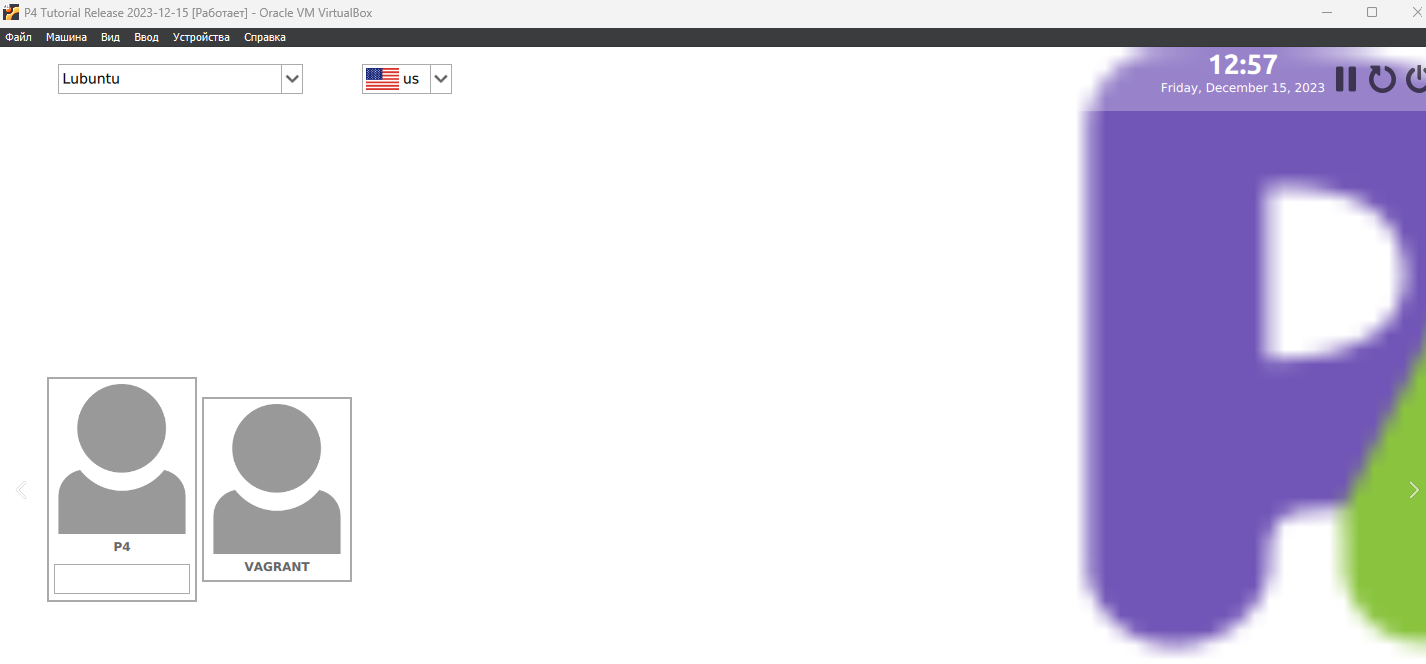 P4 Tutorial Release 2023-12-15 [Работает] - Oracle VM VirtualBox
Файл Машина Вид Ввод Устройства Справка
Lubuntu
us
12:57
Friday, December 15, 2023
P4
VAGRANT